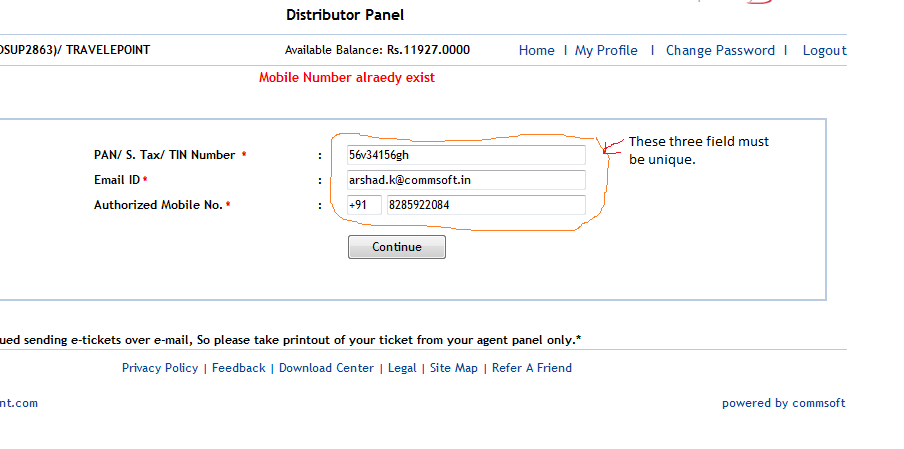 Distributor Panel
OSUP2863)/ TRAVELEPOINT Available Balance: Rs.11927.0000 Home | My Profile | Change Password | Logout
Mobile Number alraedy exist
PAN/ S. Tax/ TIN Number * : 56v34156gh
These three field must
be unique.
Email ID * : arshad.k@commsoft.in
Authorized Mobile No. * : +91 8285922084
Continue
ued sending e-tickets over e-mail, So please take printout of your ticket from your agent panel only.*
Privacy Policy | Feedback | Download Center | Legal | Site Map | Refer A Friend
nt.com powered by commsoft